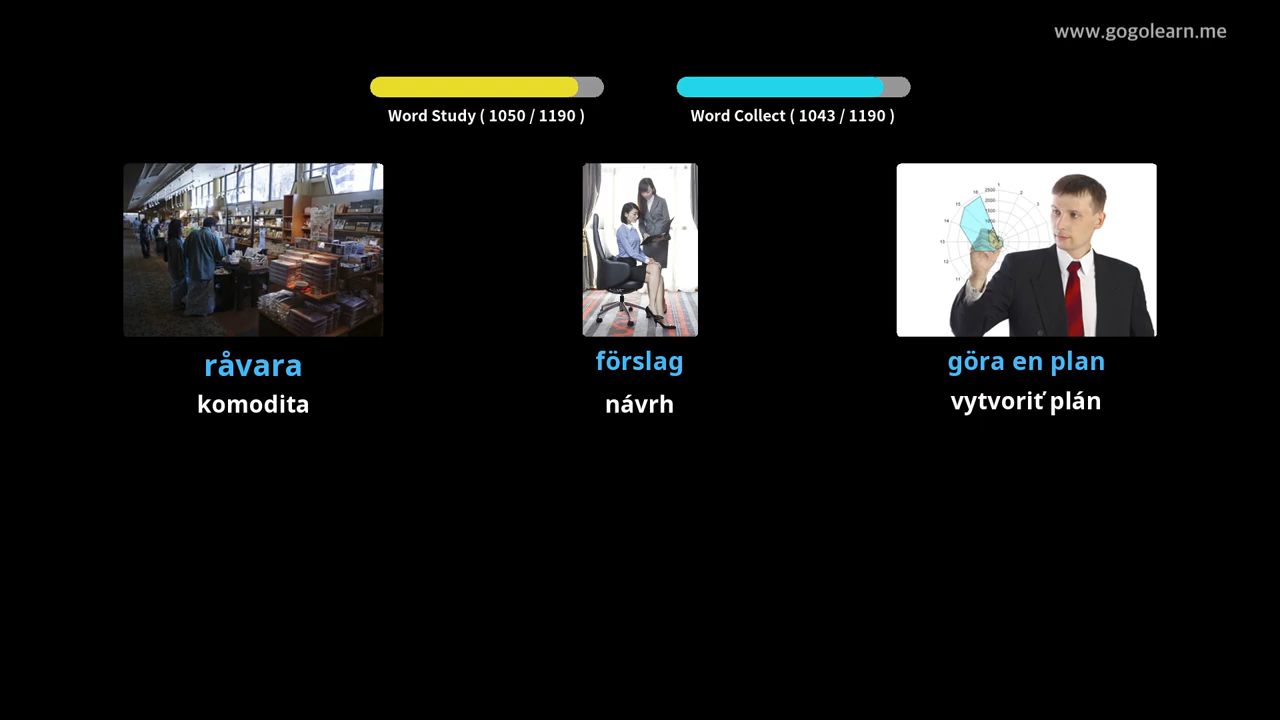 www.gogolearn.me
Word Study ( 1050 / 1190 )
Word Collect ( 1043 / 1190 )
råvara
komodita
förslag
návrh
göra en plan
vytvoriť plán